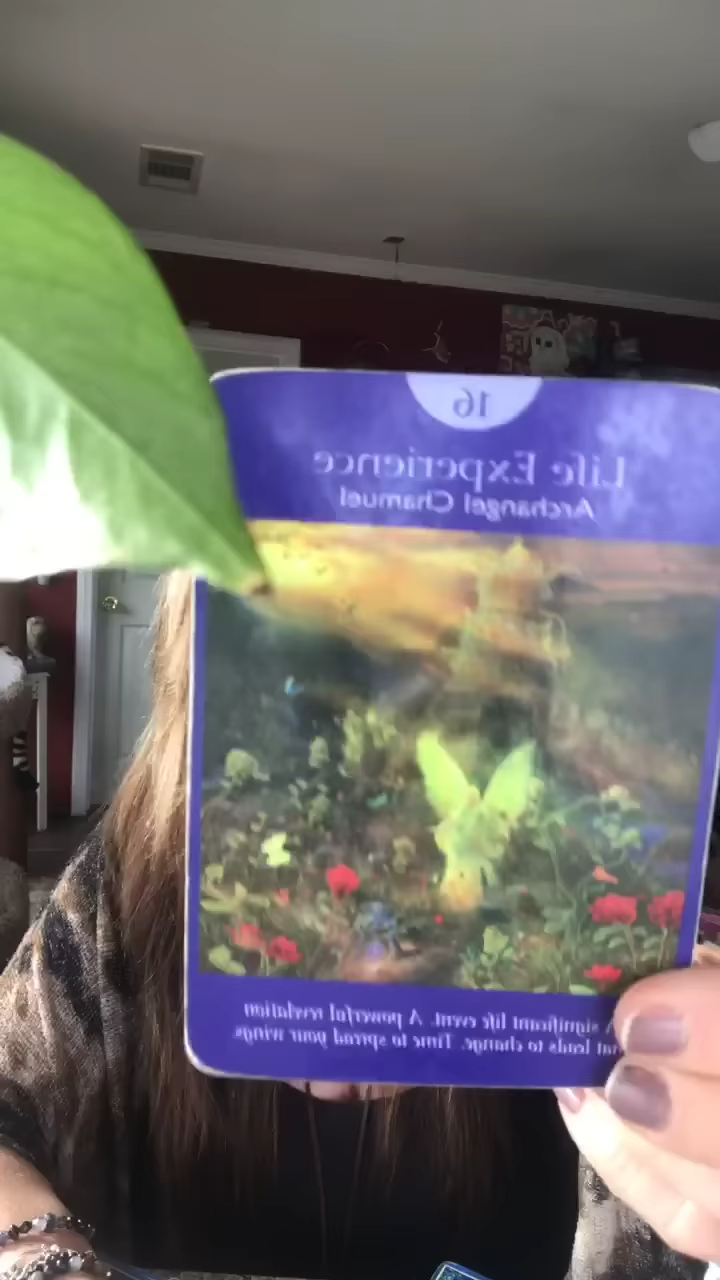 16
Life Experience
Archangel Chamuel
A significant life event. A powerful revelation
that leads to change. Time to spread your wings.